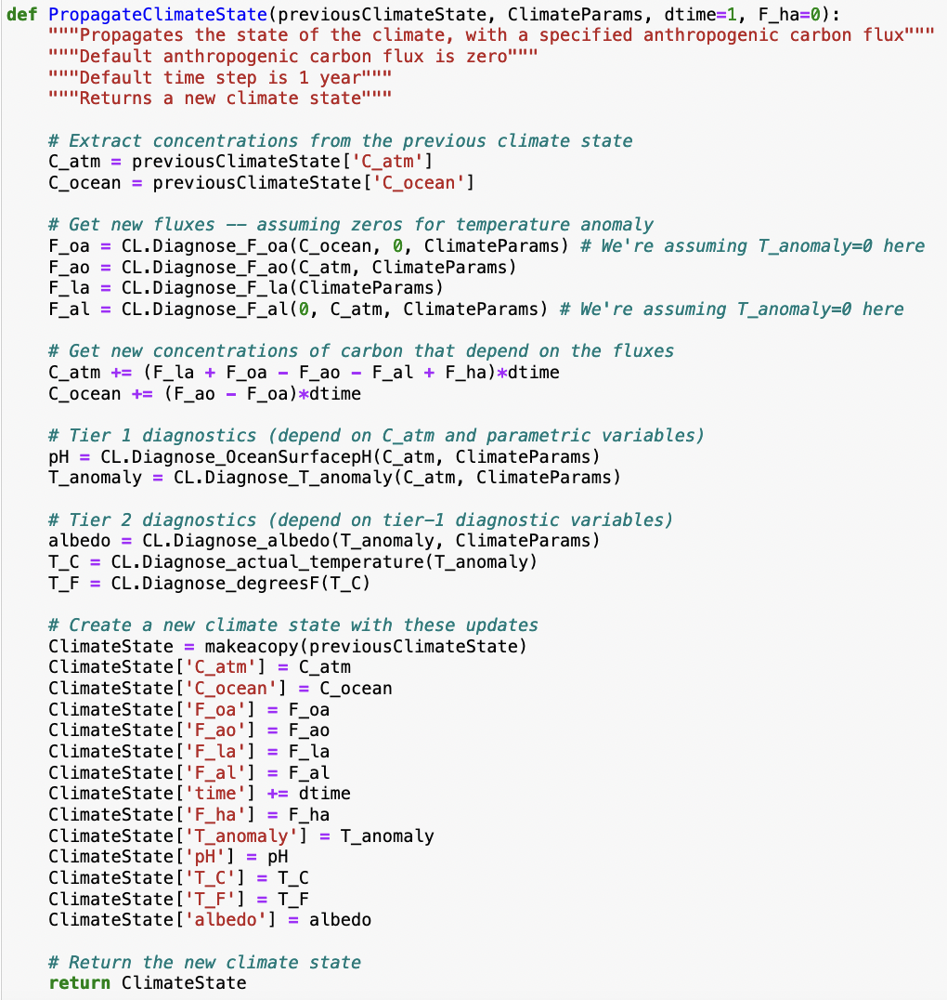 def PropagateClimateState(previousClimateState, ClimateParams, dtime=1, F_ha=0):
    """Propagates the state of the climate, with a specified anthropogenic carbon flux"""
    """Default anthropogenic carbon flux is zero"""
    """Default time step is 1 year"""
    """Returns a new climate state"""

    # Extract concentrations from the previous climate state
    C_atm = previousClimateState['C_atm']
    C_ocean = previousClimateState['C_ocean']

    # Get new fluxes -- assuming zeros for temperature anomaly
    F_oa = CL.Diagnose_F_oa(C_ocean, 0, ClimateParams) # We're assuming T_anomaly=0 here
    F_ao = CL.Diagnose_F_ao(C_atm, ClimateParams)
    F_la = CL.Diagnose_F_la(ClimateParams)
    F_al = CL.Diagnose_F_al(0, C_atm, ClimateParams) # We're assuming T_anomaly=0 here

    # Get new concentrations of carbon that depend on the fluxes
    C_atm += (F_la + F_oa - F_ao - F_al + F_ha)*dtime
    C_ocean += (F_ao - F_oa)*dtime

    # Tier 1 diagnostics (depend on C_atm and parametric variables)
    pH = CL.Diagnose_OceanSurfacepH(C_atm, ClimateParams)
    T_anomaly = CL.Diagnose_T_anomaly(C_atm, ClimateParams)

    # Tier 2 diagnostics (depend on tier-1 diagnostic variables)
    albedo = CL.Diagnose_albedo(T_anomaly, ClimateParams)
    T_C = CL.Diagnose_actual_temperature(T_anomaly)
    T_F = CL.Diagnose_degreesF(T_C)

    # Create a new climate state with these updates
    ClimateState = makeacopy(previousClimateState)
    ClimateState['C_atm'] = C_atm
    ClimateState['C_ocean'] = C_ocean
    ClimateState['F_oa'] = F_oa
    ClimateState['F_ao'] = F_ao
    ClimateState['F_la'] = F_la
    ClimateState['F_al'] = F_al
    ClimateState['time'] += dtime
    ClimateState['F_ha'] = F_ha
    ClimateState['T_anomaly'] = T_anomaly
    ClimateState['pH'] = pH
    ClimateState['T_C'] = T_C
    ClimateState['T_F'] = T_F
    ClimateState['albedo'] = albedo

    # Return the new climate state
    return ClimateState